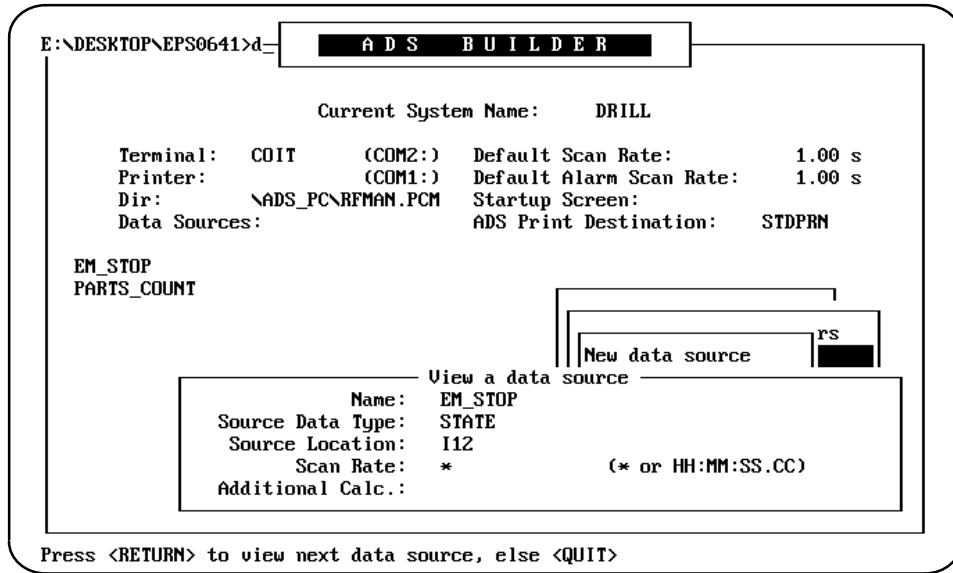 E:\DESKTOP\EPS0641>d_
ADS BUILDER
Current System Name: DRILL
Terminal: COIT (COM2:) Default Scan Rate: 1.00 s
Printer: (COM1:) Default Alarm Scan Rate: 1.00 s
Dir: \ADS_PC\RFMAN.PCM Startup Screen:
Data Sources: ADS Print Destination: STDPRN
EM_STOP
PARTS_COUNT
rs
New data source
View a data source
Name: EM_STOP
Source Data Type: STATE
Source Location: I12
Scan Rate: * (* or HH:MM:SS.CC)
Additional Calc.:
Press <RETURN> to view next data source, else <QUIT>